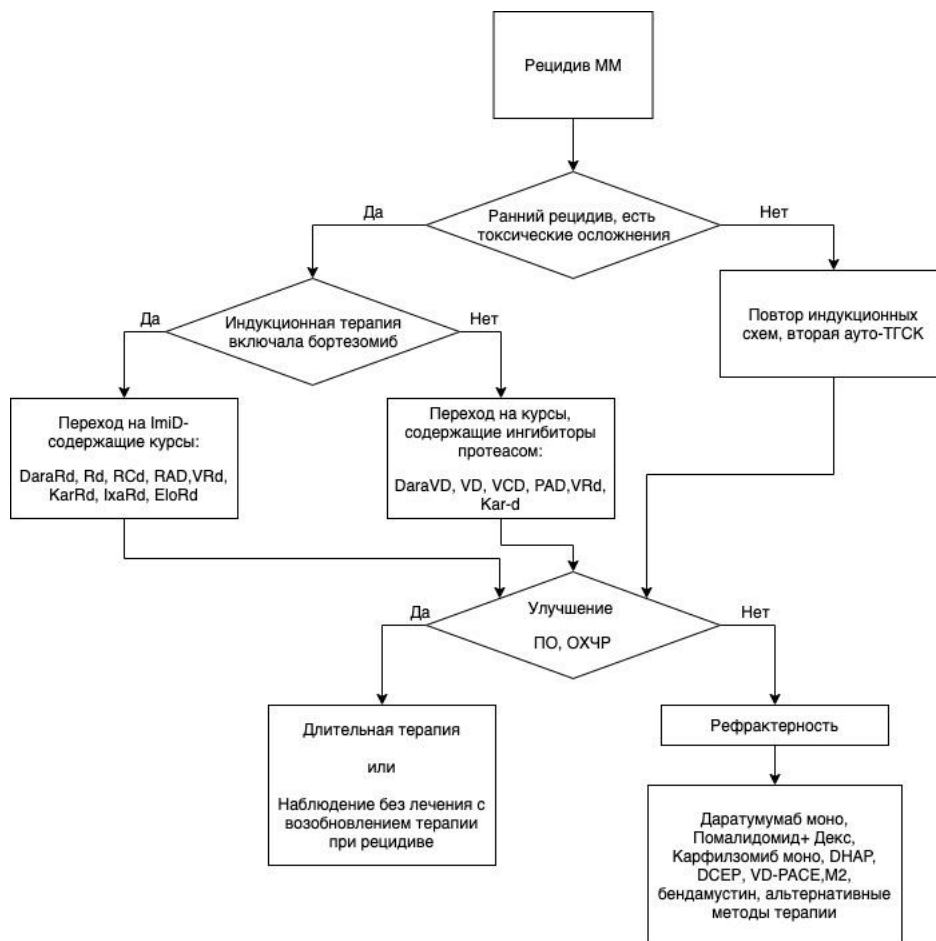 Рецидив ММ
Ранний рецидив, есть
токсические осложнения
Да
Нет
Индукционная терапия
включала бортезомиб
Да
Нет
Повтор индукционных
схем, вторая ауто-ТГСК
Переход на ImiD-
содержащие курсы:
DaraRd, Rd, RCd, RAD,VRd,
KarRd, IxaRd, EloRd
Переход на курсы,
содержащие ингибиторы
протеасом:
DaraVD, VD, VCD, PAD,VRd,
Kar-d
Улучшение
ПО, ОХЧР
Да
Нет
Длительная терапия
или
Наблюдение без лечения с
возобновлением терапии
при рецидиве
Рефрактерность
Даратумумаб моно,
Помалидомид+ Декс,
Карфилзомиб моно, DHAP,
DCEP, VD-PACE,M2,
бендамустин, альтернативные
методы терапии